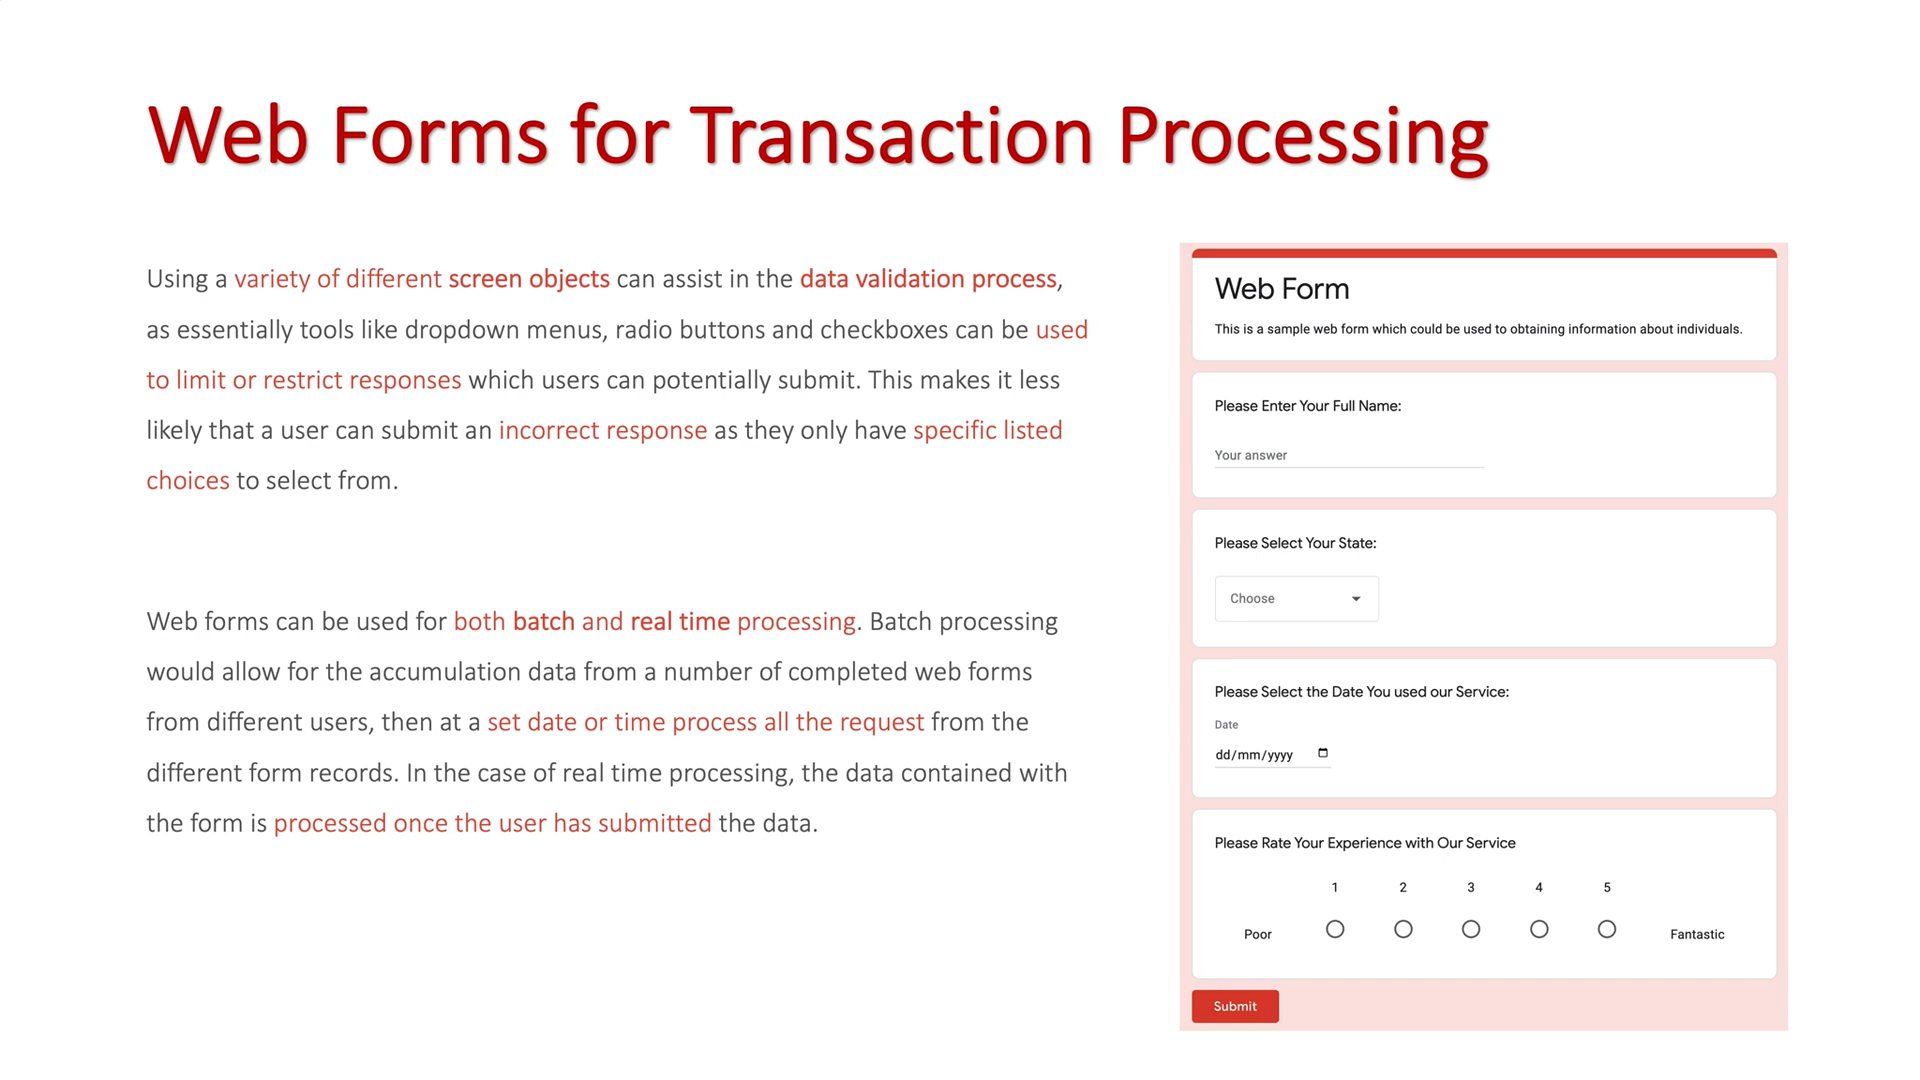 Web Forms for Transaction Processing
Using a variety of different screen objects can assist in the data validation process,
as essentially tools like dropdown menus, radio buttons and checkboxes can be used
to limit or restrict responses which users can potentially submit. This makes it less
likely that a user can submit an incorrect response as they only have specific listed
choices to select from.
Web forms can be used for both batch and real time processing. Batch processing
would allow for the accumulation data from a number of completed web forms
from different users, then at a set date or time process all the request from the
different form records. In the case of real time processing, the data contained with
the form is processed once the user has submitted the data.
Web Form
This is a sample web form which could be used to obtaining information about individuals.
Please Enter Your Full Name:
Your answer
Please Select Your State:
Choose
Please Select the Date You used our Service:
Date
dd/mm/yyyy
Please Rate Your Experience with Our Service
1 2 3 4 5
Poor Fantastic
Submit